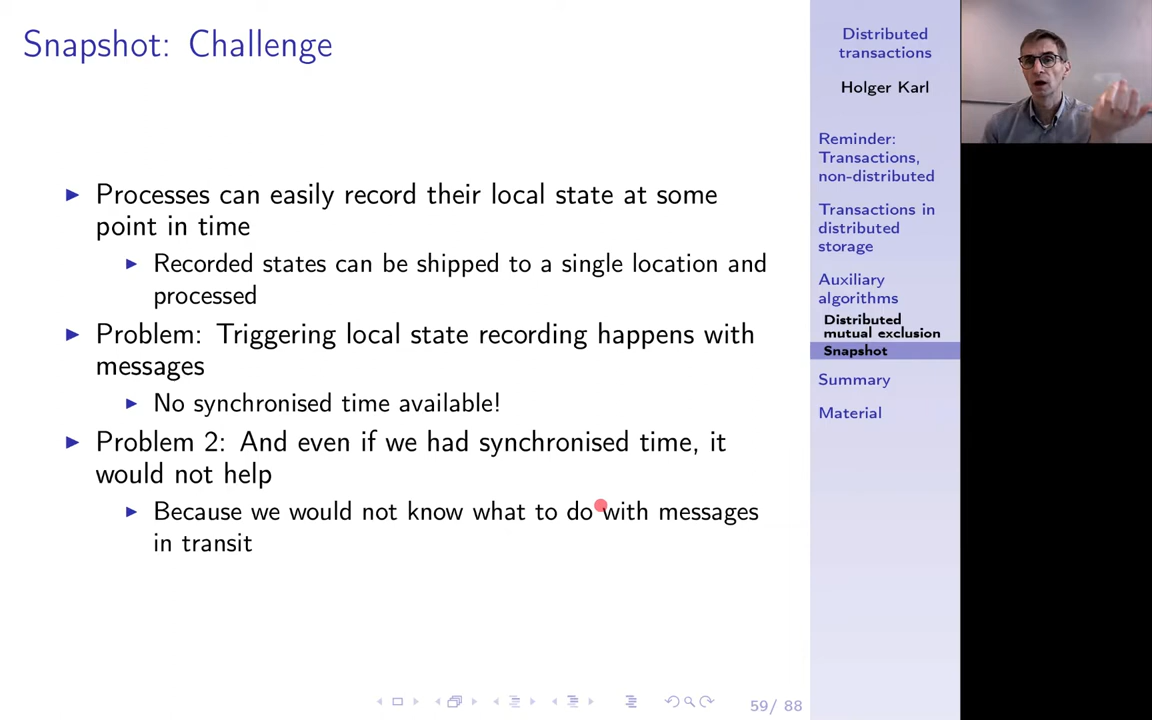 Snapshot: Challenge
Processes can easily record their local state at some
point in time
Recorded states can be shipped to a single location and
processed
Problem: Triggering local state recording happens with
messages
No synchronised time available!
Problem 2: And even if we had synchronised time, it
would not help
Because we would not know what to do with messages
in transit
59/ 88
Distributed
transactions
Holger Karl
Reminder:
Transactions,
non-distributed
Transactions in
distributed
storage
Auxiliary
algorithms
Distributed
mutual exclusion
Snapshot
Summary
Material